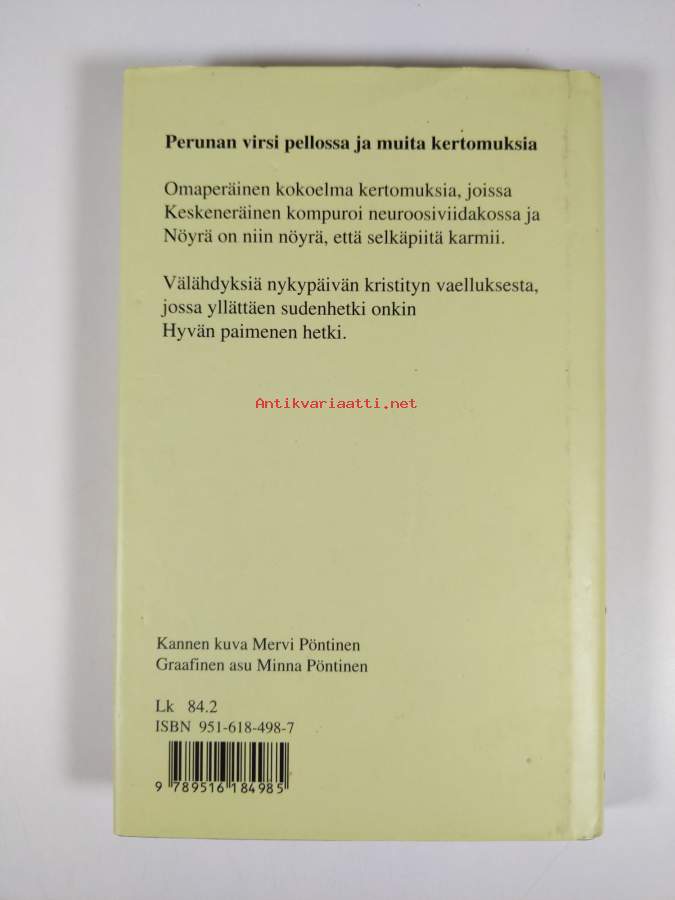 Perunan virsi pellossa ja muita kertomuksia
Omaperäinen kokoelma kertomuksia, joissa
Keskeneräinen kompuroi neuroosiviidakossa ja
Nöyrä on niin nöyrä, että selkäpiitä karmii.
Välähdyksiä nykypäivän kristityn vaelluksesta,
jossa yllättäen sudenhetki onkin
Hyvän paimenen hetki.
Antikvariaatti.net
Kannen kuva Mervi Pöntinen
Graafinen asu Minna Pöntinen
Lk 84.2
ISBN 951-618-498-7
9 789516 184985